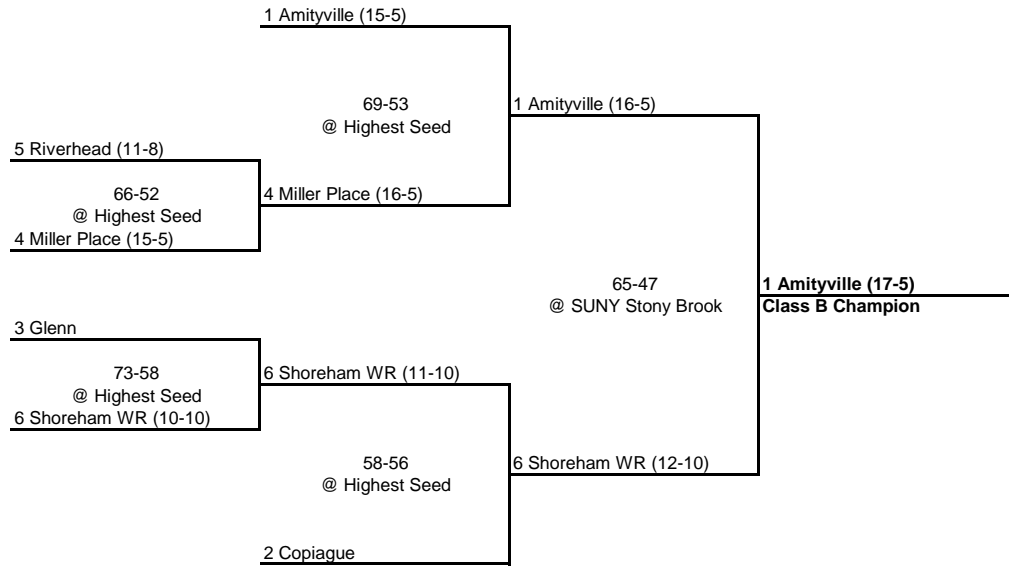 1 Amityville (15-5)
69-53
@ Highest Seed
1 Amityville (16-5)
5 Riverhead (11-8)
66-52
@ Highest Seed
4 Miller Place (16-5)
4 Miller Place (15-5)
65-47
@ SUNY Stony Brook
1 Amityville (17-5)
Class B Champion
3 Glenn
73-58
@ Highest Seed
6 Shoreham WR (11-10)
6 Shoreham WR (10-10)
58-56
@ Highest Seed
6 Shoreham WR (12-10)
2 Copiague